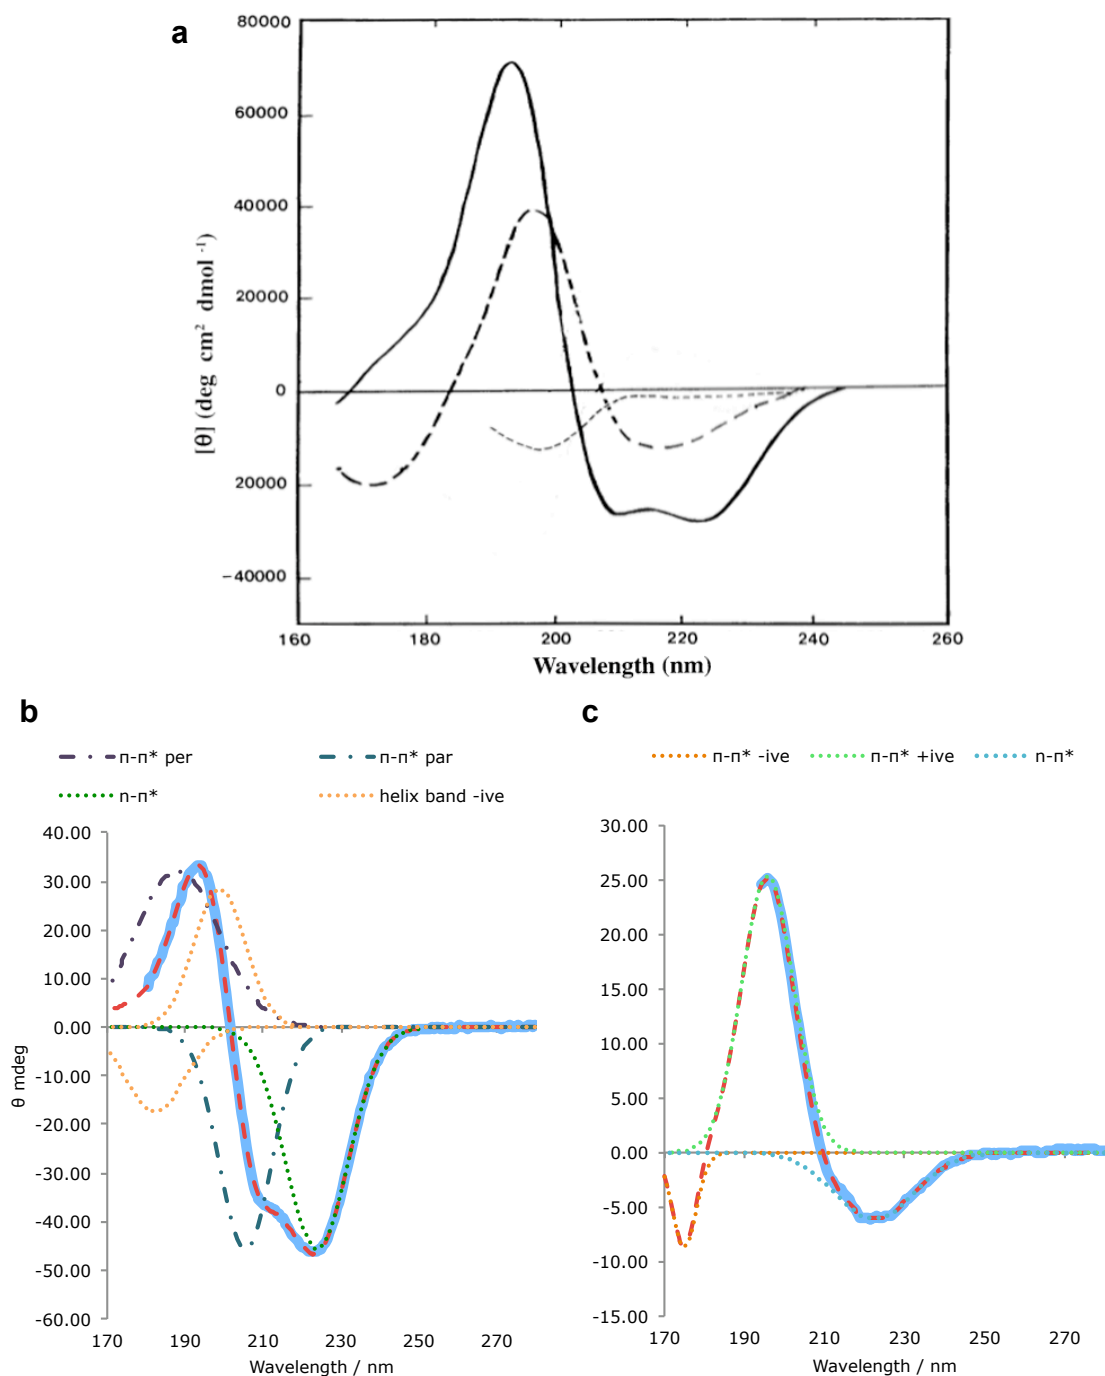 a
80000
60000
40000
20000
0
20000
−40000
160 180 200 220 240 260
[θ] (deg cm² dmol ⁻¹)
Wavelength (nm)
b
π-π* per π-π* par
n-π* helix band -ive
40.00
30.00
20.00
10.00
0.00
-10.00
-20.00
-30.00
-40.00
-50.00
-60.00
170 190 210 230 250 270
θ mdeg
Wavelength / nm
c
π-π* -ive π-π* +ive n-π*
30.00
25.00
20.00
15.00
10.00
5.00
0.00
-5.00
-10.00
-15.00
170 190 210 230 250 270
Wavelength / nm